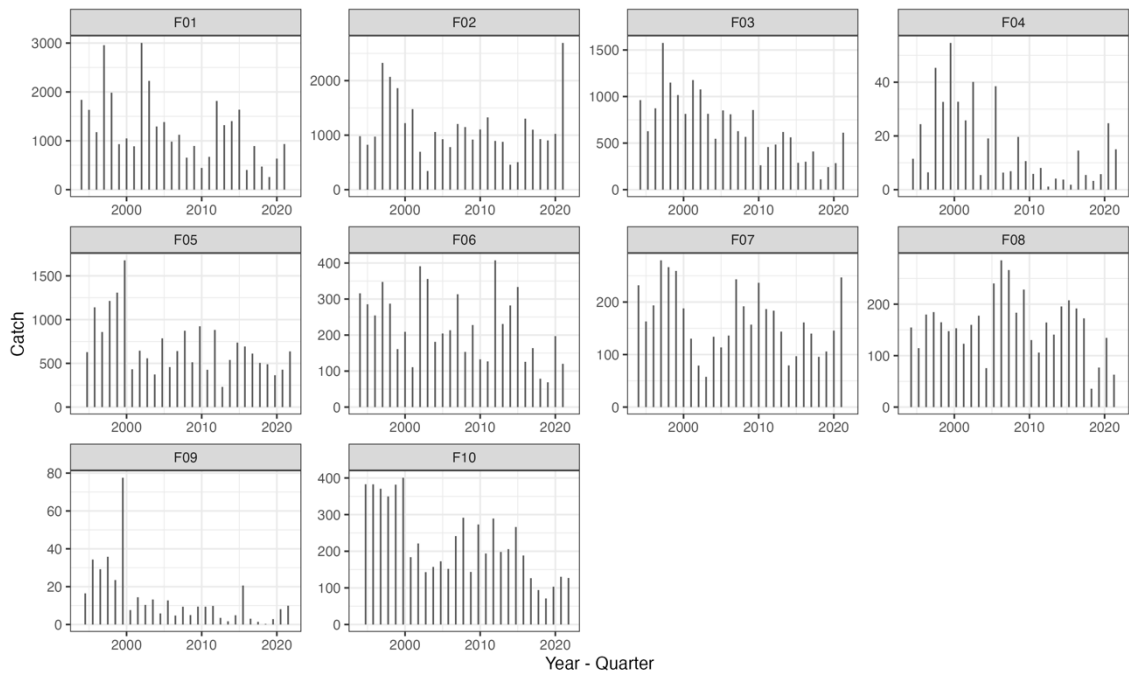 F01 F02 F03 F04
3000 2000 1000 0
2000 1000 0
1500 1000 500 0
40 20 0
2000 2010 2020 2000 2010 2020 2000 2010 2020 2000 2010 2020
F05 F06 F07 F08
1500 1000 500 0
400 300 200 100 0
200 100 0
200 100 0
2000 2010 2020 2000 2010 2020 2000 2010 2020 2000 2010 2020
Catch
F09 F10
80 60 40 20 0
400 300 200 100 0
2000 2010 2020 2000 2010 2020
Year - Quarter